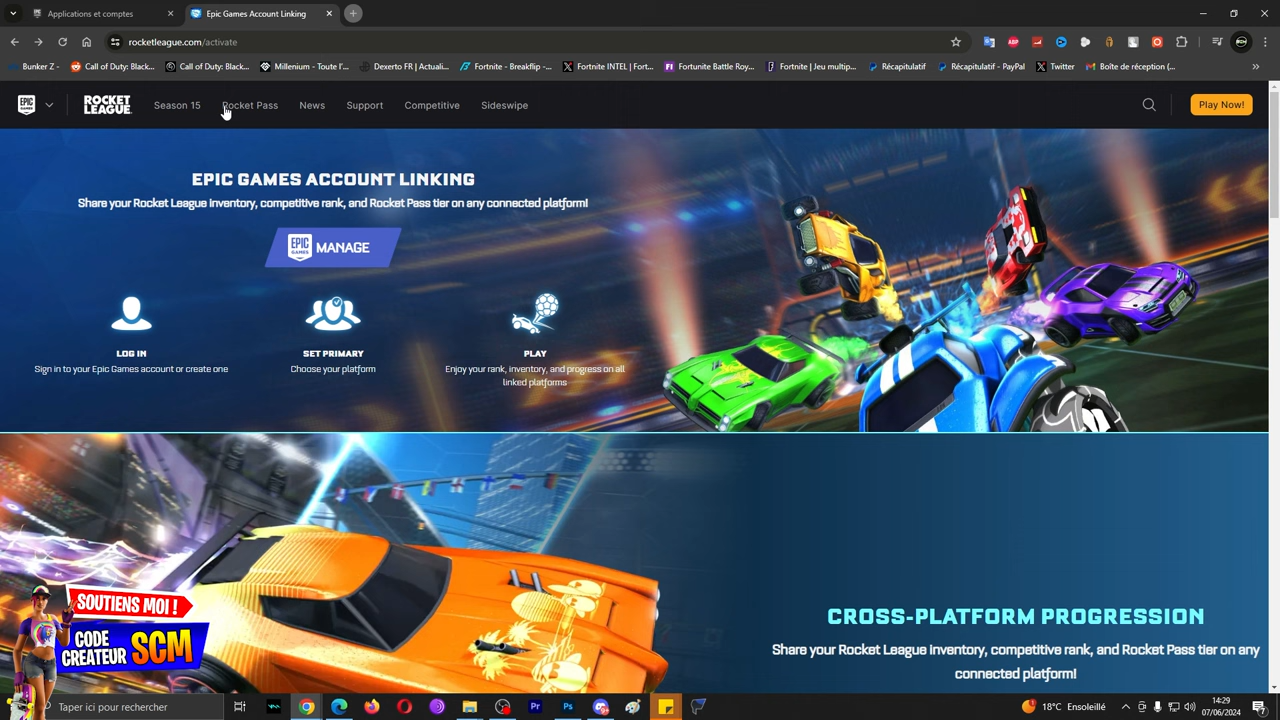 Applications et comptes
Epic Games Account Linking
rocketleague.com/activate
Bunker Z -
Call of Duty: Black...
Call of Duty: Black...
Millenium - Toute l'...
Dexerto FR | Actuali...
Fortnite - Breakflip -...
Fortnite INTEL | Fort...
Fortunite Battle Roy...
Fortnite | Jeu multip...
Récapitulatif
Récapitulatif - PayPal
Twitter
Boîte de réception (...
EPIC GAMES
ROCKET LEAGUE
Season 15
Rocket Pass
News
Support
Competitive
Sideswipe
Play Now!
EPIC GAMES ACCOUNT LINKING
Share your Rocket League inventory, competitive rank, and Rocket Pass tier on any connected platform!
EPIC GAMES MANAGE
LOG IN
Sign in to your Epic Games account or create one
SET PRIMARY
Choose your platform
PLAY
Enjoy your rank, inventory, and progress on all
linked platforms
CROSS-PLATFORM PROGRESSION
Share your Rocket League inventory, competitive rank, and Rocket Pass tier on any
connected platform!
SOUTIENS MOI !
CODE
CREATEUR SCM
Taper ici pour rechercher
18°C Ensoleillé
14:29
07/06/2024